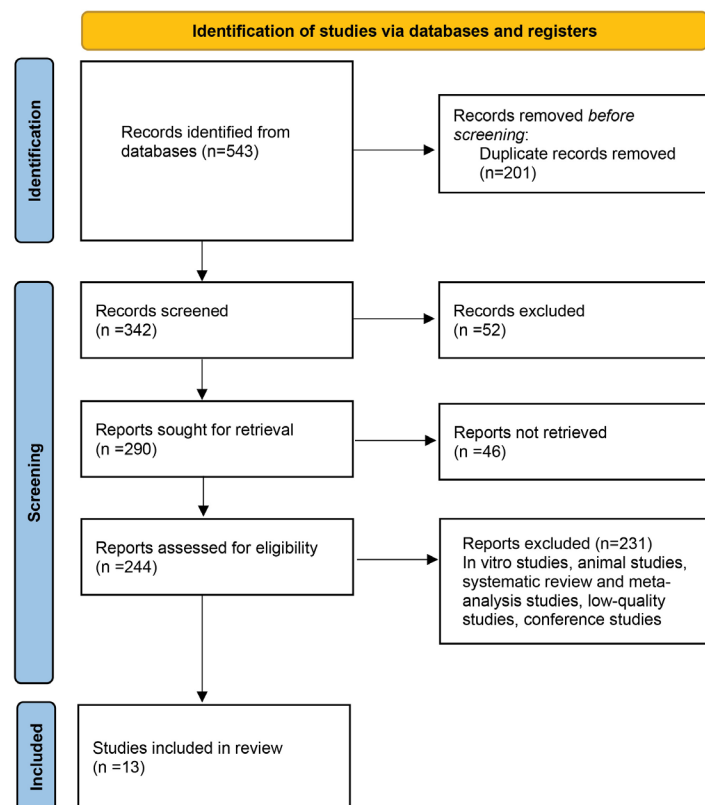 Identification of studies via databases and registers
Identification
Records identified from
databases (n=543)
Records removed before
screening:
Duplicate records removed
(n=201)
Screening
Records screened
(n =342)
Records excluded
(n =52)
Reports sought for retrieval
(n =290)
Reports not retrieved
(n =46)
Reports assessed for eligibility
(n =244)
Reports excluded (n=231)
In vitro studies, animal studies,
systematic review and meta-
analysis studies, low-quality
studies, conference studies
Included
Studies included in review
(n =13)